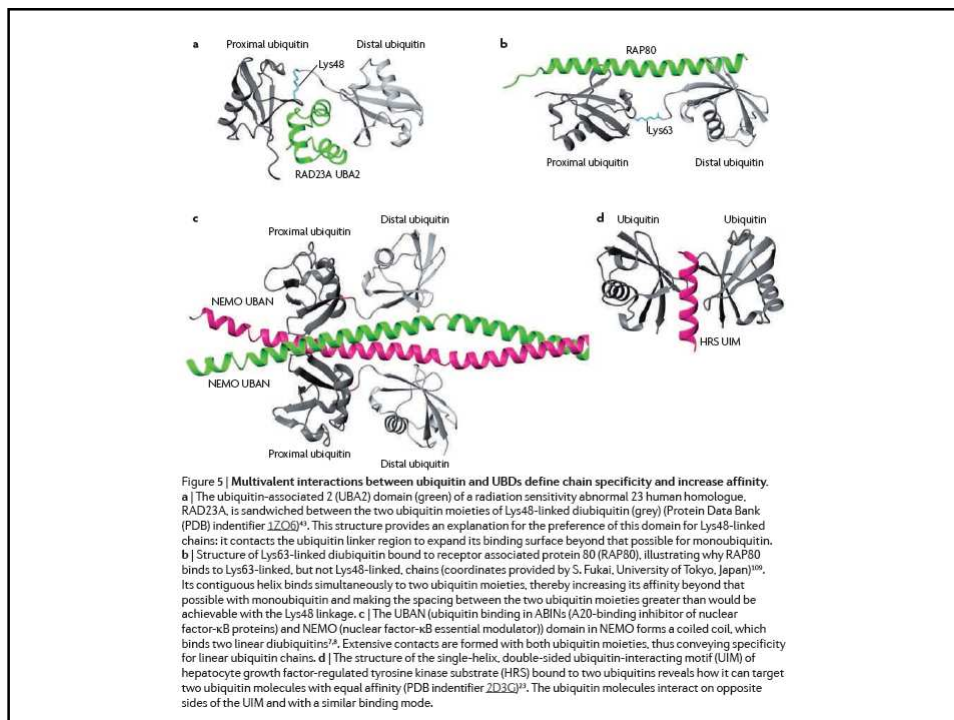 a
Proximal ubiquitin
Distal ubiquitin
Lys48
RAD23A UBA2
b
RAP80
Lys63
Proximal ubiquitin
Distal ubiquitin
c
Distal ubiquitin
Proximal ubiquitin
NEMO UBAN
NEMO UBAN
Proximal ubiquitin
Distal ubiquitin
d
Ubiquitin
Ubiquitin
HRS UIM
Figure 5 | Multivalent interactions between ubiquitin and UBDs define chain specificity and increase affinity.
a | The ubiquitin-associated 2 (UBA2) domain (green) of a radiation sensitivity abnormal 23 human homologue,
RAD23A, is sandwiched between the two ubiquitin moieties of Lys48-linked diubiquitin (grey) (Protein Data Bank
(PDB) indentifier 1ZO6)⁴³. This structure provides an explanation for the preference of this domain for Lys48-linked
chains: it contacts the ubiquitin linker region to expand its binding surface beyond that possible for monoubiquitin.
b | Structure of Lys63-linked diubiquitin bound to receptor associated protein 80 (RAP80), illustrating why RAP80
binds to Lys63-linked, but not Lys48-linked, chains (coordinates provided by S. Fukai, University of Tokyo, Japan)¹⁰⁹.
Its contiguous helix binds simultaneously to two ubiquitin moieties, thereby increasing its affinity beyond that
possible with monoubiquitin and making the spacing between the two ubiquitin moieties greater than would be
achievable with the Lys48 linkage. c | The UBAN (ubiquitin binding in ABINs (A20-binding inhibitor of nuclear
factor-κB proteins) and NEMO (nuclear factor-κB essential modulator)) domain in NEMO forms a coiled coil, which
binds two linear diubiquitins⁷,⁸. Extensive contacts are formed with both ubiquitin moieties, thus conveying specificity
for linear ubiquitin chains. d | The structure of the single-helix, double-sided ubiquitin-interacting motif (UIM) of
hepatocyte growth factor-regulated tyrosine kinase substrate (HRS) bound to two ubiquitins reveals how it can target
two ubiquitin molecules with equal affinity (PDB indentifier 2D3G)²³. The ubiquitin molecules interact on opposite
sides of the UIM and with a similar binding mode.